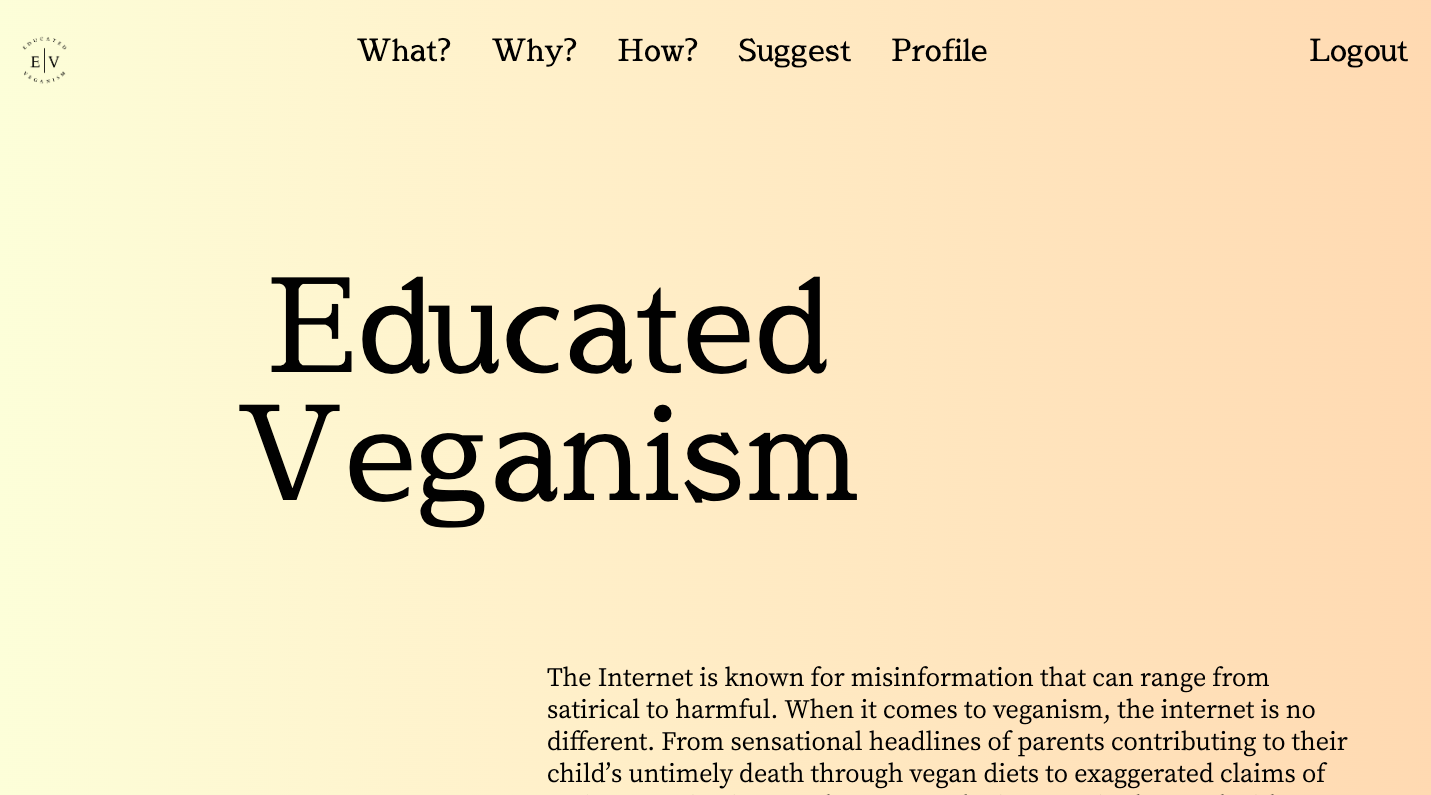 EDUCATED
E|V
VEGANISM
What? Why? How? Suggest Profile Logout
Educated
Veganism
The Internet is known for misinformation that can range from
satirical to harmful. When it comes to veganism, the internet is no
different. From sensational headlines of parents contributing to their
child’s untimely death through vegan diets to exaggerated claims of